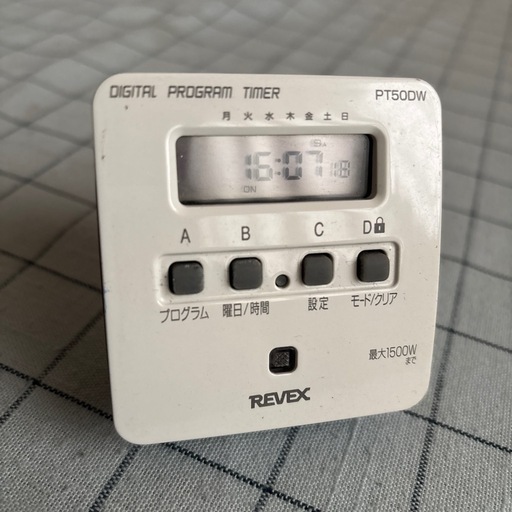 DIGITAL PROGRAM TIMER PT50DW
月 火 水 木 金 土 日
16:07 18
ON
A B C D
プログラム 曜日/時間 設定 モード/クリア
最大1500W
まで
REVEX